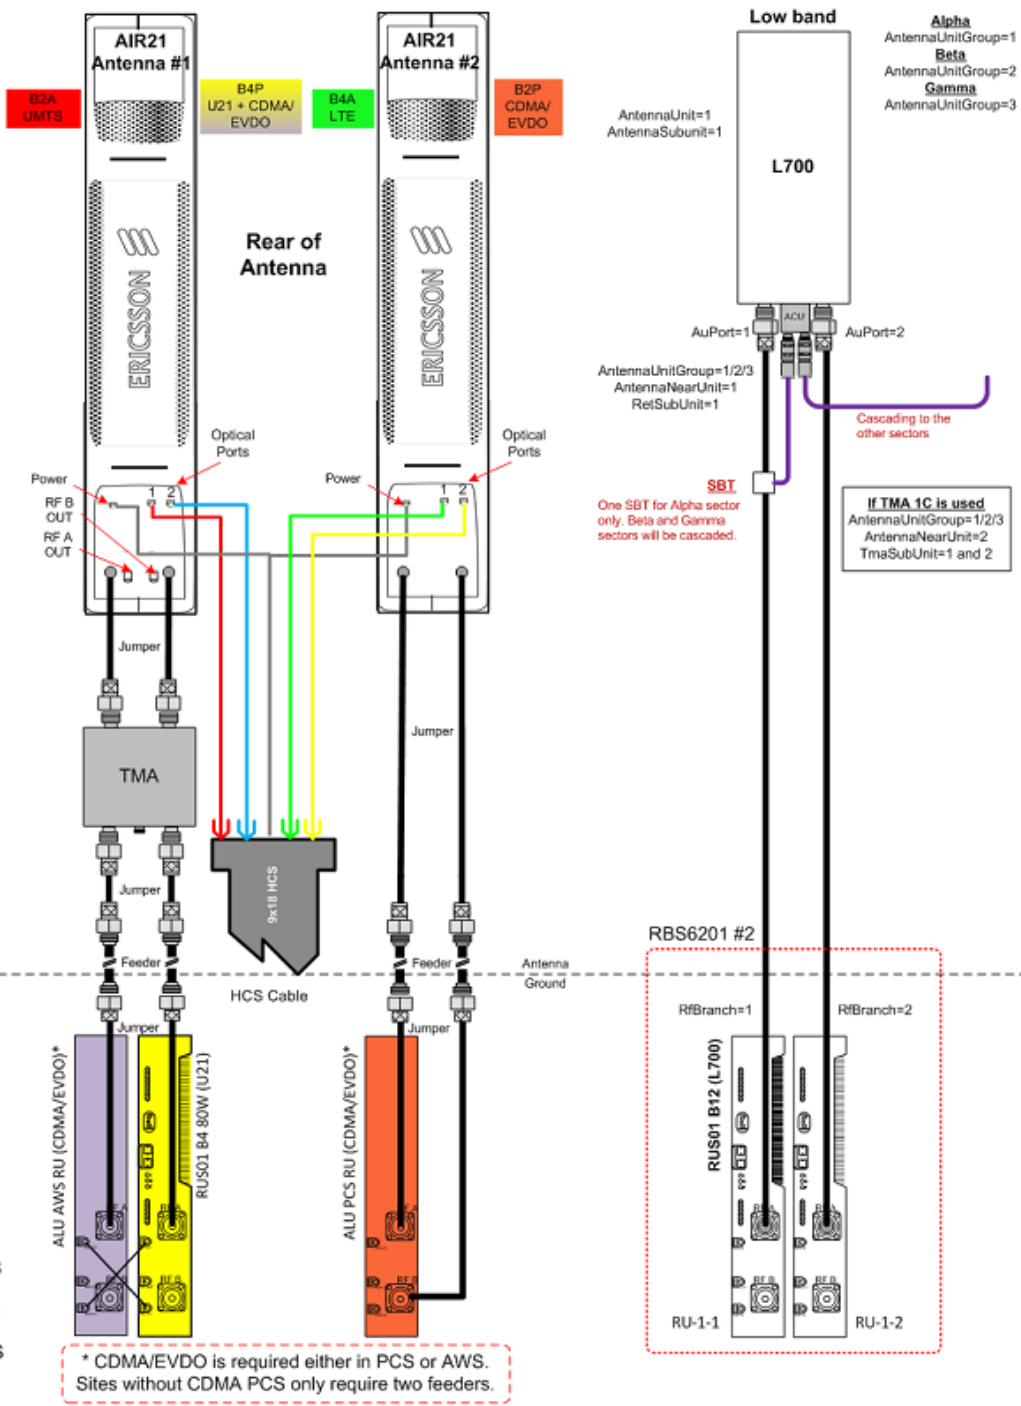 AIR21
Antenna #1
B2A
UMTS
B4P
U21 + CDMA/
EVDO
B4A
LTE
AIR21
Antenna #2
B2P
CDMA/
EVDO
Low band
Alpha
AntennaUnitGroup=1
Beta
AntennaUnitGroup=2
Gamma
AntennaUnitGroup=3
AntennaUnit=1
AntennaSubunit=1
L700
Rear of
Antenna
ERICSSON
ERICSSON
ACU
AuPort=1
AuPort=2
AntennaUnitGroup=1/2/3
AntennaNearUnit=1
RetSubUnit=1
Cascading to the
other sectors
Optical
Ports
Optical
Ports
Power
1 2
RF B
OUT
RF A
OUT
Power
1 2
SBT
One SBT for Alpha sector
only. Beta and Gamma
sectors will be cascaded.
If TMA 1C is used
AntennaUnitGroup=1/2/3
AntennaNearUnit=2
TmaSubUnit=1 and 2
Jumper
TMA
Jumper
Jumper
9x18 HCS
Feeder
Feeder
HCS Cable
Antenna
Ground
RBS6201 #2
Jumper
Jumper
RfBranch=1
RfBranch=2
ALU AWS RU (CDMA/EVDO)*
RUS01 B4 80W (U21)
ALU PCS RU (CDMA/EVDO)*
RUS01 B12 (L700)
RF B
RF B
RF B
RU-1-1
RU-1-2
s
s
* CDMA/EVDO is required either in PCS or AWS.
Sites without CDMA PCS only require two feeders.